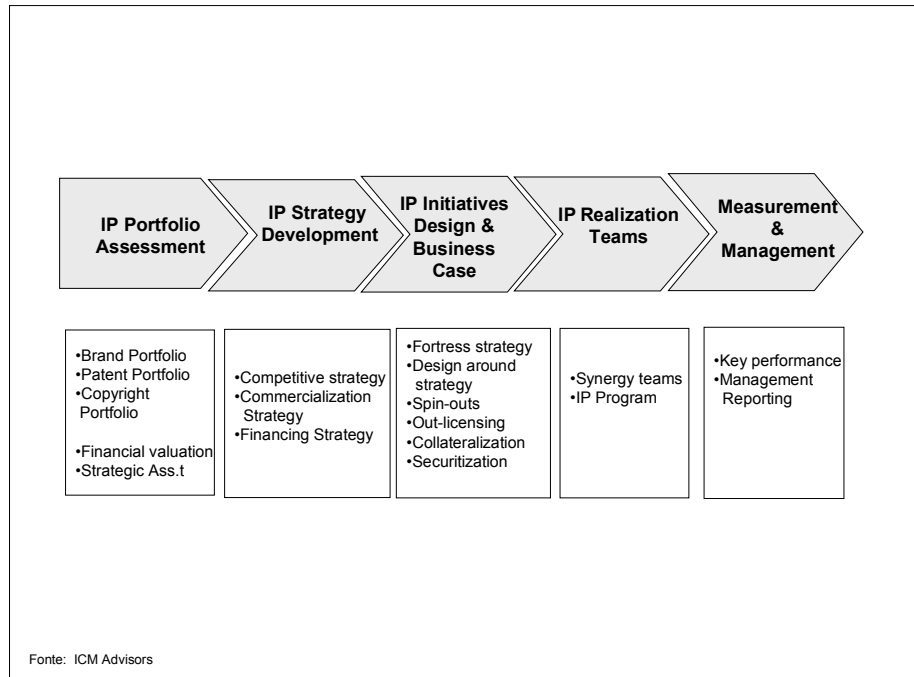 IP Portfolio
Assessment
IP Strategy
Development
IP Initiatives
Design &
Business
Case
IP Realization
Teams
Measurement
&
Management
•Brand Portfolio
•Patent Portfolio
•Copyright
Portfolio
•Financial valuation
•Strategic Ass.t
•Competitive strategy
•Commercialization
Strategy
•Financing Strategy
•Fortress strategy
•Design around
strategy
•Spin-outs
•Out-licensing
•Collateralization
•Securitization
•Synergy teams
•IP Program
•Key performance
•Management
Reporting
Fonte: ICM Advisors